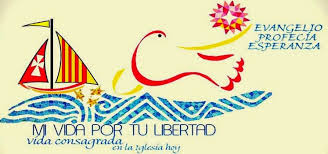 EVANGELIO
PROFECÍA
ESPERANZA
MI VIDA POR TU LIBERTAD
vida consagrada
en la Iglesia hoy